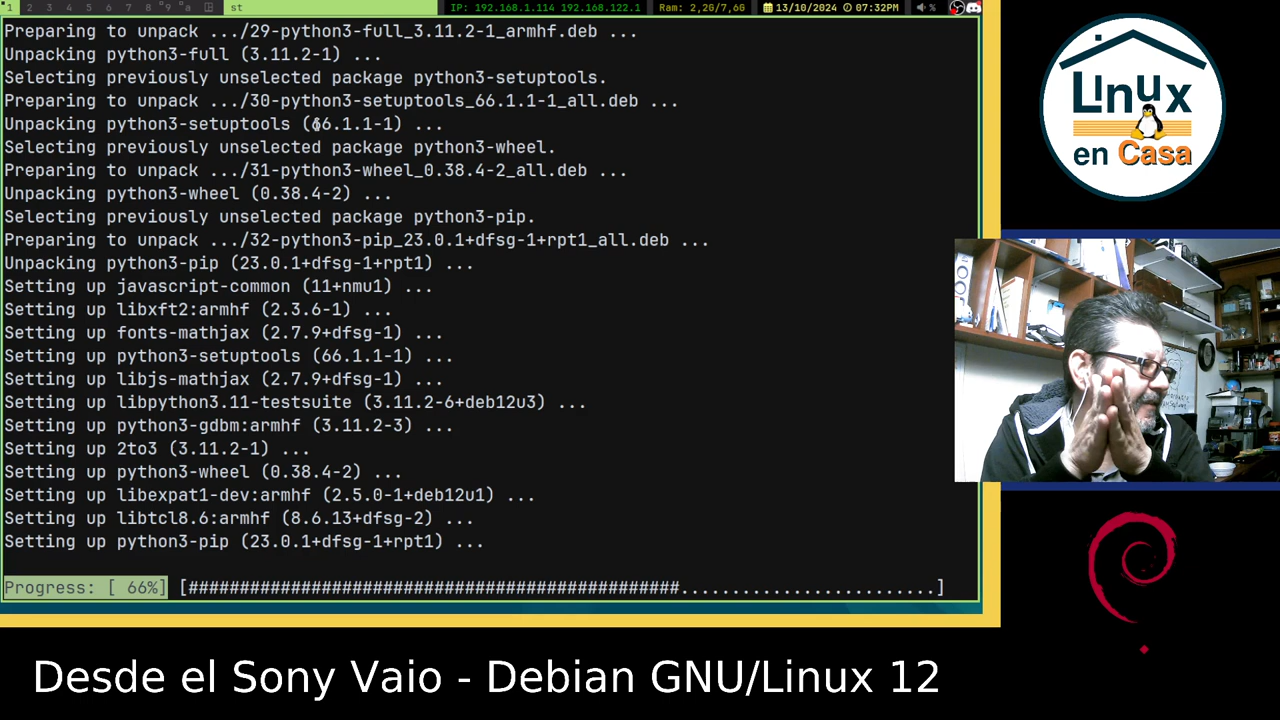 1 2 3 4 5 6 7 8 9 a st IP: 192.168.1.114 192.168.122.1 Ram: 2,2G/7,6G 13/10/2024 07:32PM %
Preparing to unpack .../29-python3-full_3.11.2-1_armhf.deb ...
Unpacking python3-full (3.11.2-1) ...
Selecting previously unselected package python3-setuptools.
Preparing to unpack .../30-python3-setuptools_66.1.1-1_all.deb ...
Unpacking python3-setuptools (66.1.1-1) ...
Selecting previously unselected package python3-wheel.
Preparing to unpack .../31-python3-wheel_0.38.4-2_all.deb ...
Unpacking python3-wheel (0.38.4-2) ...
Selecting previously unselected package python3-pip.
Preparing to unpack .../32-python3-pip_23.0.1+dfsg-1+rpt1_all.deb ...
Unpacking python3-pip (23.0.1+dfsg-1+rpt1) ...
Setting up javascript-common (11+nmu1) ...
Setting up libxft2:armhf (2.3.6-1) ...
Setting up fonts-mathjax (2.7.9+dfsg-1) ...
Setting up python3-setuptools (66.1.1-1) ...
Setting up libjs-mathjax (2.7.9+dfsg-1) ...
Setting up libpython3.11-testsuite (3.11.2-6+deb12u3) ...
Setting up python3-gdbm:armhf (3.11.2-3) ...
Setting up 2to3 (3.11.2-1) ...
Setting up python3-wheel (0.38.4-2) ...
Setting up libexpat1-dev:armhf (2.5.0-1+deb12u1) ...
Setting up libtcl8.6:armhf (8.6.13+dfsg-2) ...
Setting up python3-pip (23.0.1+dfsg-1+rpt1) ...
Progress: [ 66%] [################################################.........................]
Linux
en Casa
Desde el Sony Vaio - Debian GNU/Linux 12